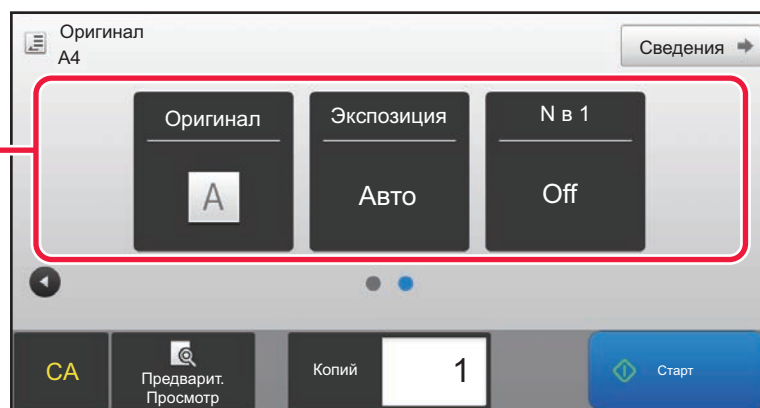 Оригинал
A4
Сведения
Оригинал
Экспозиция
N в 1
A
Авто
Off
CA
Предварит.
Просмотр
Копий
1
Старт